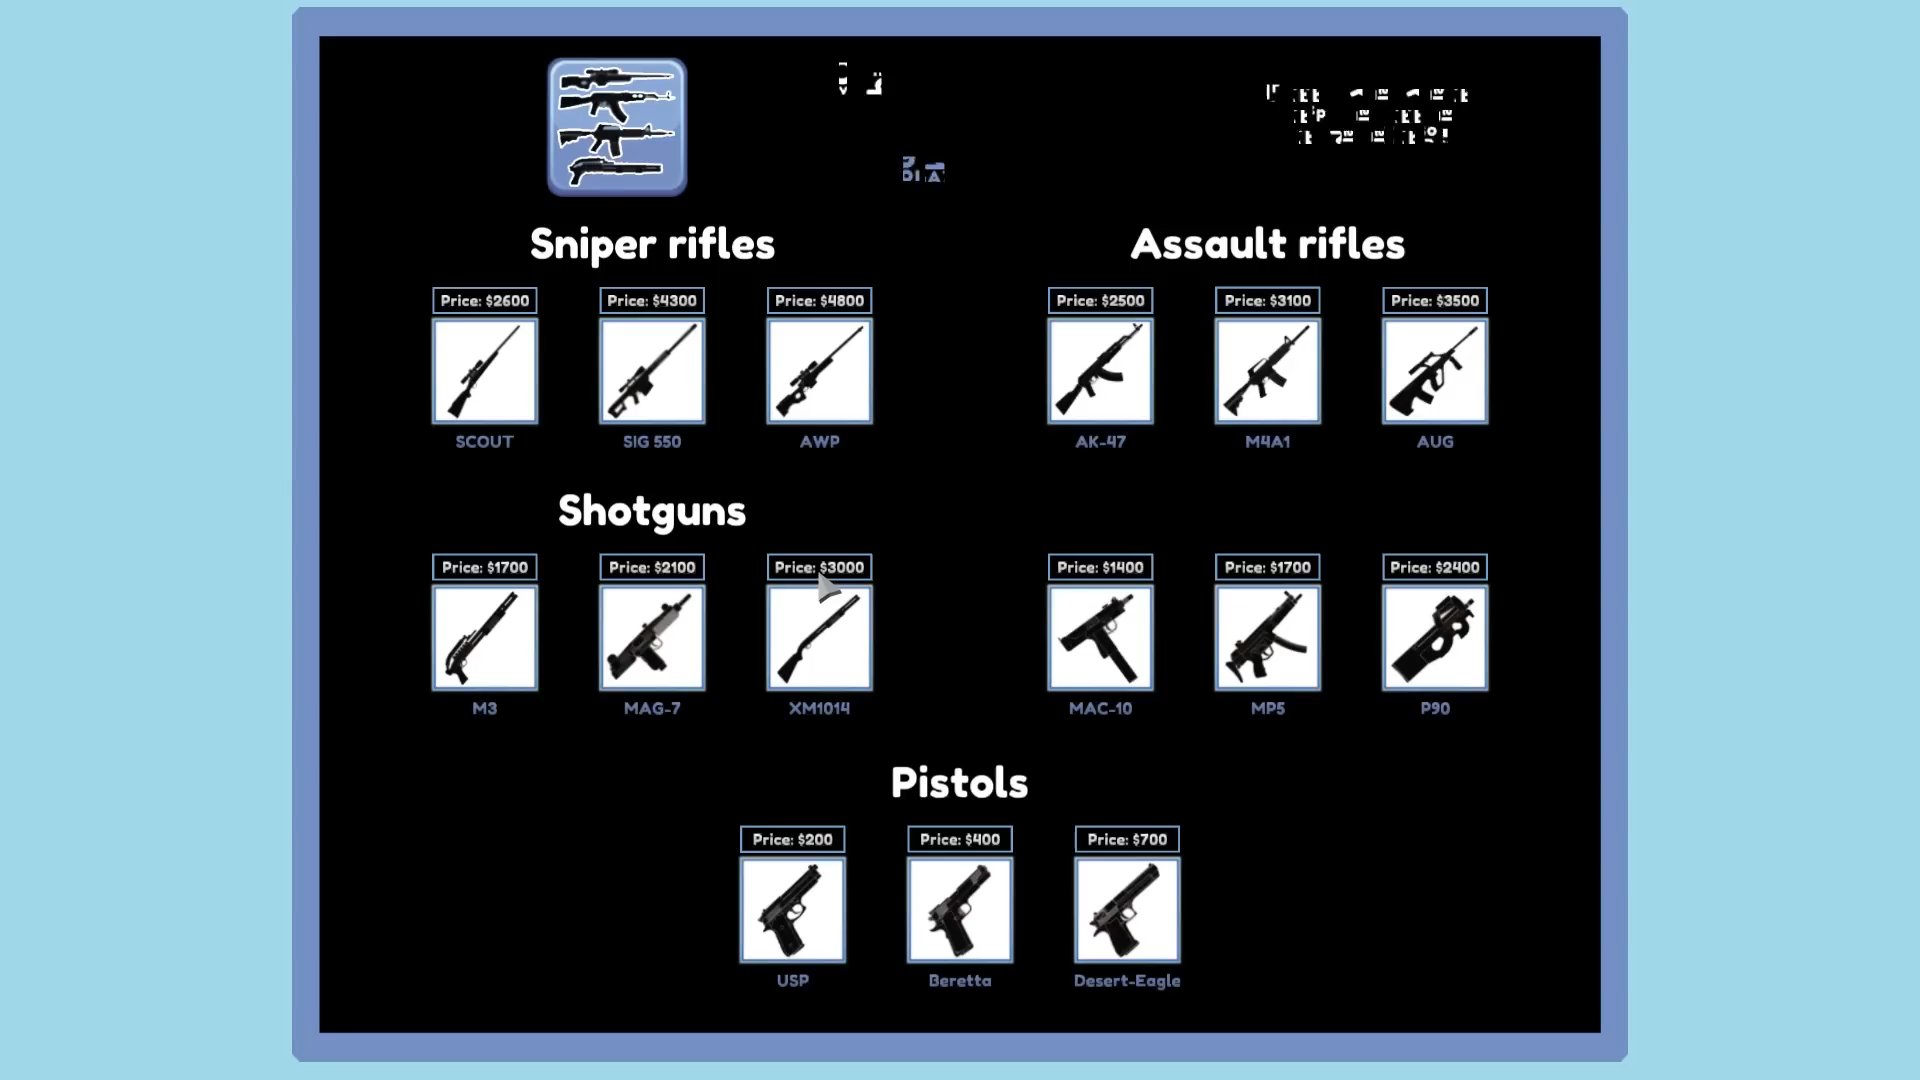 Sniper rifles
Assault rifles
Price: $2600
Price: $4300
Price: $4800
Price: $2500
Price: $3100
Price: $3500
SCOUT
SIG 550
AWP
AK-47
M4A1
AUG
Shotguns
Price: $1700
Price: $2100
Price: $3000
Price: $1400
Price: $1700
Price: $2400
M3
MAG-7
XM1014
MAC-10
MP5
P90
Pistols
Price: $200
Price: $400
Price: $700
USP
Beretta
Desert-Eagle